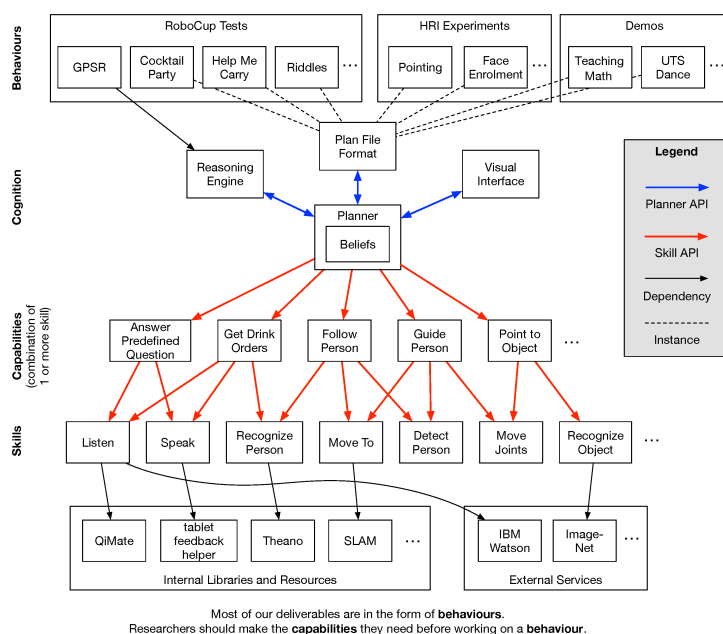 Behaviours
RoboCup Tests
GPSR
Cocktail
Party
Help Me
Carry
Riddles
...
HRI Experiments
Pointing
Face
Enrolment
...
Demos
Teaching
Math
UTS
Dance
...
Cognition
Reasoning
Engine
Plan File
Format
Visual
Interface
Planner
Beliefs
Legend
Planner API
Skill API
Dependency
Instance
Capabilities
(combination of
1 or more skill)
Answer
Predefined
Question
Get Drink
Orders
Follow
Person
Guide
Person
Point to
Object
...
Skills
Listen
Speak
Recognize
Person
Move To
Detect
Person
Move
Joints
Recognize
Object
...
QiMate
tablet
feedback
helper
Theano
SLAM
...
Internal Libraries and Resources
IBM
Watson
Image-
Net
...
External Services
Most of our deliverables are in the form of behaviours.
Researchers should make the capabilities they need before working on a behaviour.